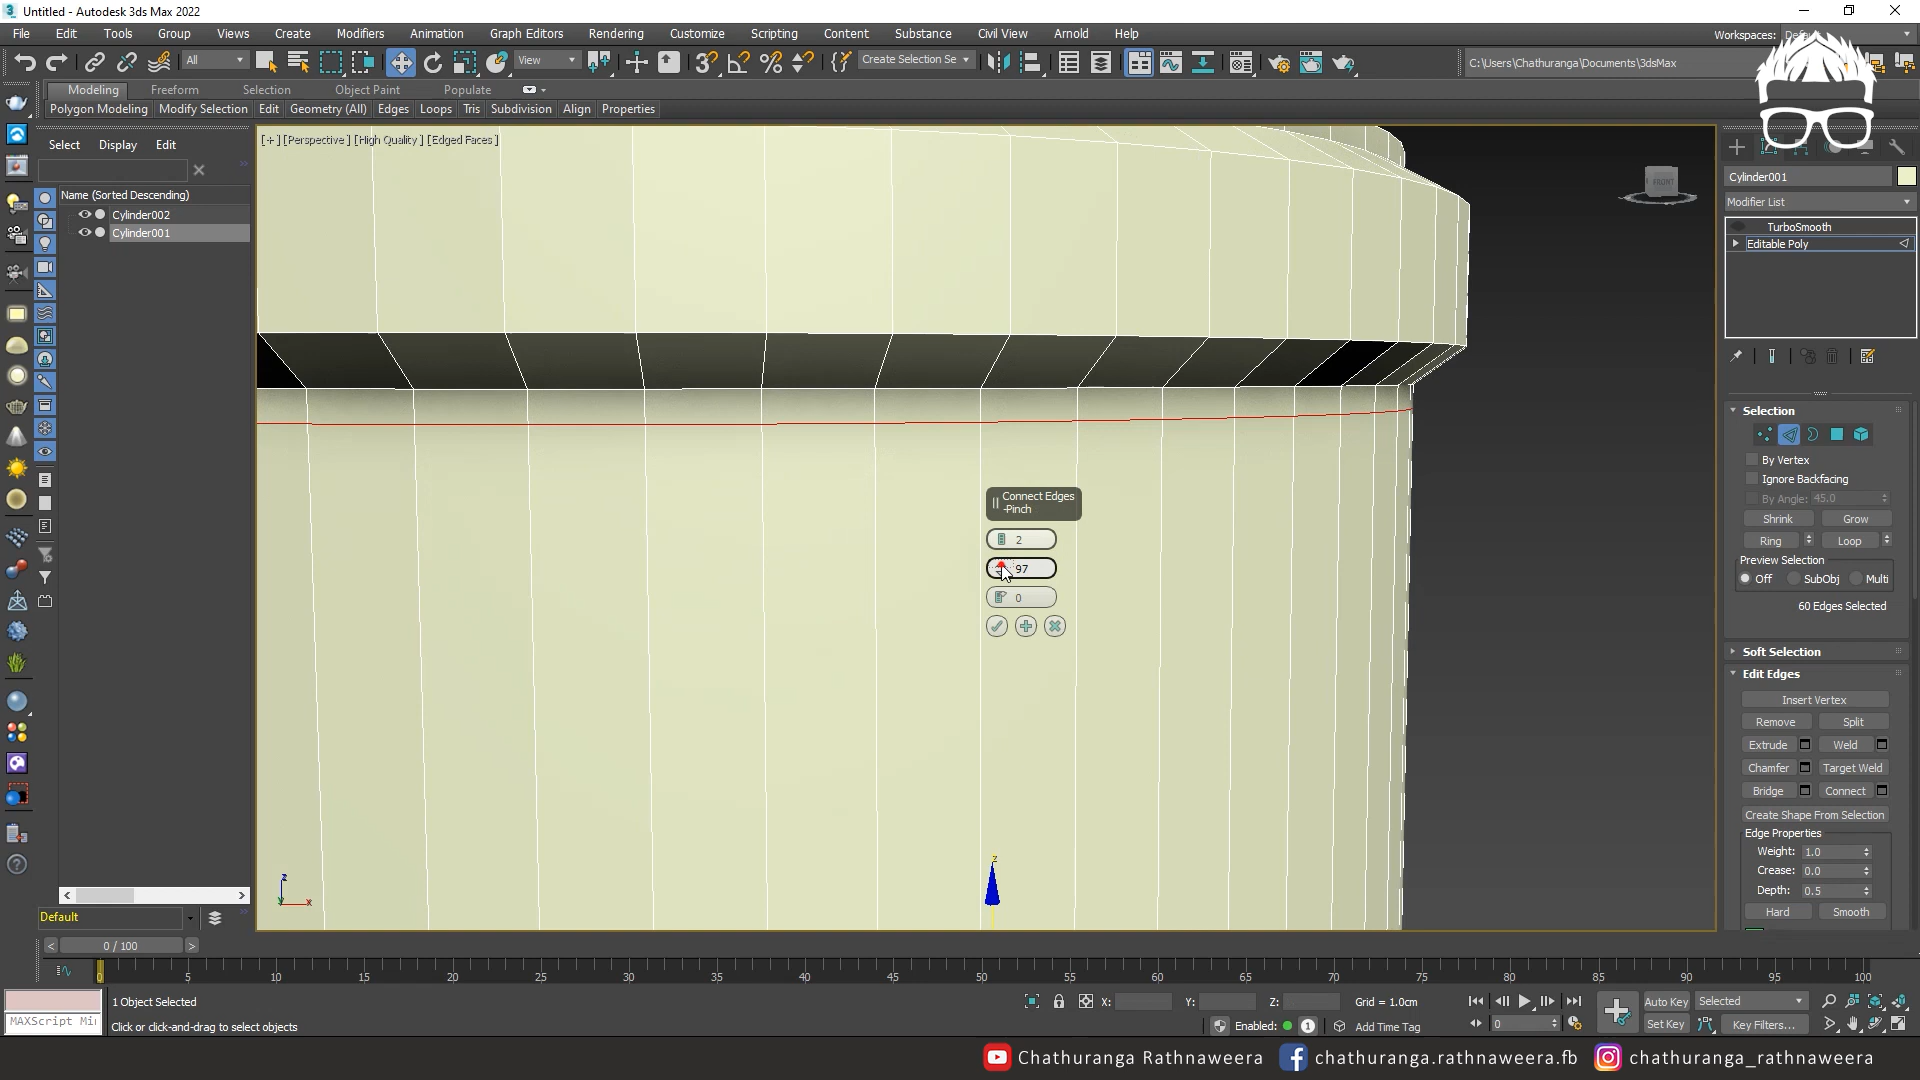 Untitled - Autodesk 3ds Max 2022
File Edit Tools Group Views Create Modifiers Animation Graph Editors Rendering Customize Scripting Content Substance Civil View Arnold Help
Workspaces:
All View Create Selection Se C:\Users\Chathuranga\Documents\3dsMax
Modeling Freeform Selection Object Paint Populate
Polygon Modeling Modify Selection Edit Geometry (All) Edges Loops Tris Subdivision Align Properties
Select Display Edit
[+] [Perspective ] [High Quality ] [Edged Faces ]
FRONT
Name (Sorted Descending)
Cylinder002
Cylinder001
Cylinder001
Modifier List
TurboSmooth
Editable Poly
Selection
By Vertex
Ignore Backfacing
By Angle: 45.0
Shrink Grow
Ring Loop
Preview Selection
Off SubObj Multi
60 Edges Selected
Soft Selection
Edit Edges
Insert Vertex
Remove Split
Extrude Weld
Chamfer Target Weld
Bridge Connect
Create Shape From Selection
Edge Properties
Weight: 1.0
Crease: 0.0
Depth: 0.5
Hard Smooth
Connect Edges
-Pinch
2
97
0
z
z
x
Default
< 0 / 100 >
0 5 10 15 20 25 30 35 40 45 50 55 60 65 70 75 80 85 90 95 100
1 Object Selected X: Y: Z: Grid = 1.0cm Auto Key Selected
MAXScript Mi Click or click-and-drag to select objects Enabled: 1 Add Time Tag 0 Set Key Key Filters...
Chathuranga Rathnaweera chathuranga.rathnaweera.fb chathuranga_rathnaweera